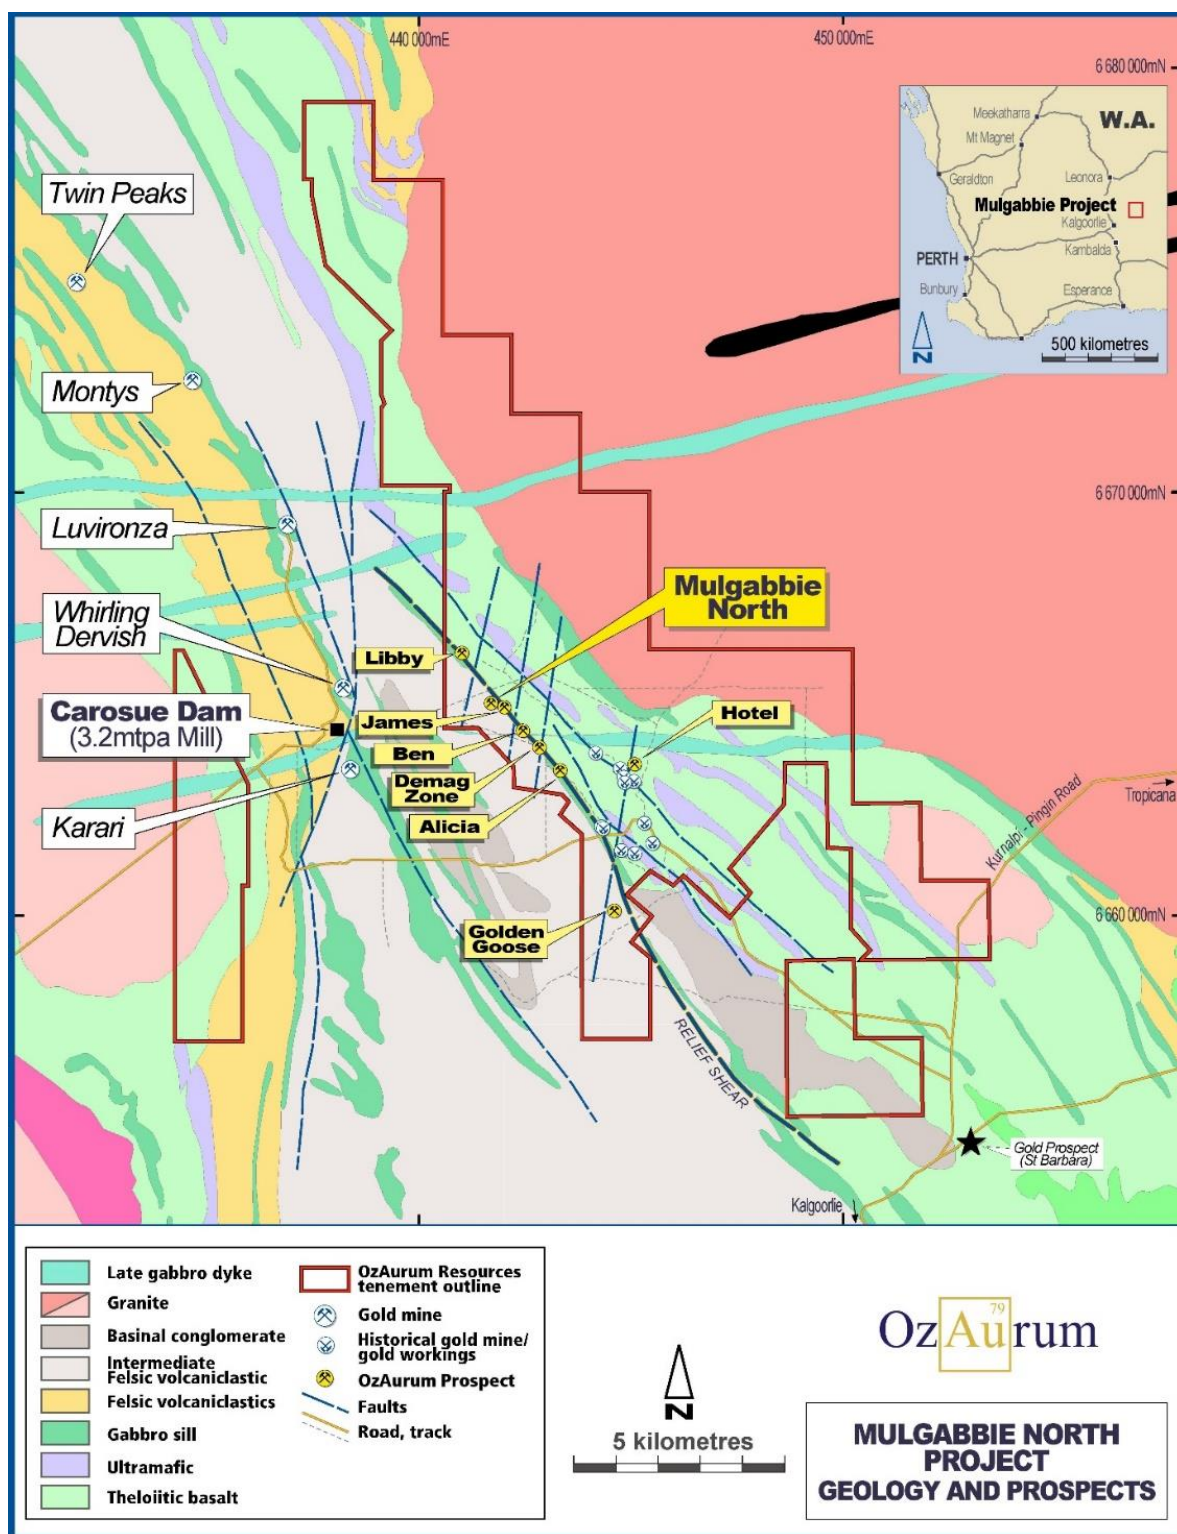 440 000mE
450 000mE
6 680 000mN
W.A.
Meekatharra
Mt Magnet
Geraldton
Leonora
Mulgabbie Project
Kalgoorlie
Kambalda
PERTH
Bunbury
Esperance
N
500 kilometres
Twin Peaks
Montys
6 670 000mN
Luvironza
Whirling
Dervish
Mulgabbie
North
Libby
Carosue Dam
(3.2mtpa Mill)
James
Hotel
Ben
Demag
Zone
Karari
Alicia
Tropicana
Kurnalpi - Pingin Road
6 660 000mN
Golden
Goose
RELIEF SHEAR
Gold Prospect
(St Barbara)
Kalgoorlie
Late gabbro dyke
Granite
Basinal conglomerate
Intermediate
Felsic volcaniclastic
Felsic volcaniclastics
Gabbro sill
Ultramafic
Theloiitic basalt
OzAurum Resources
tenement outline
Gold mine
Historical gold mine/
gold workings
OzAurum Prospect
Faults
Road, track
N
5 kilometres
79
OzAurum
MULGABBIE NORTH
PROJECT
GEOLOGY AND PROSPECTS